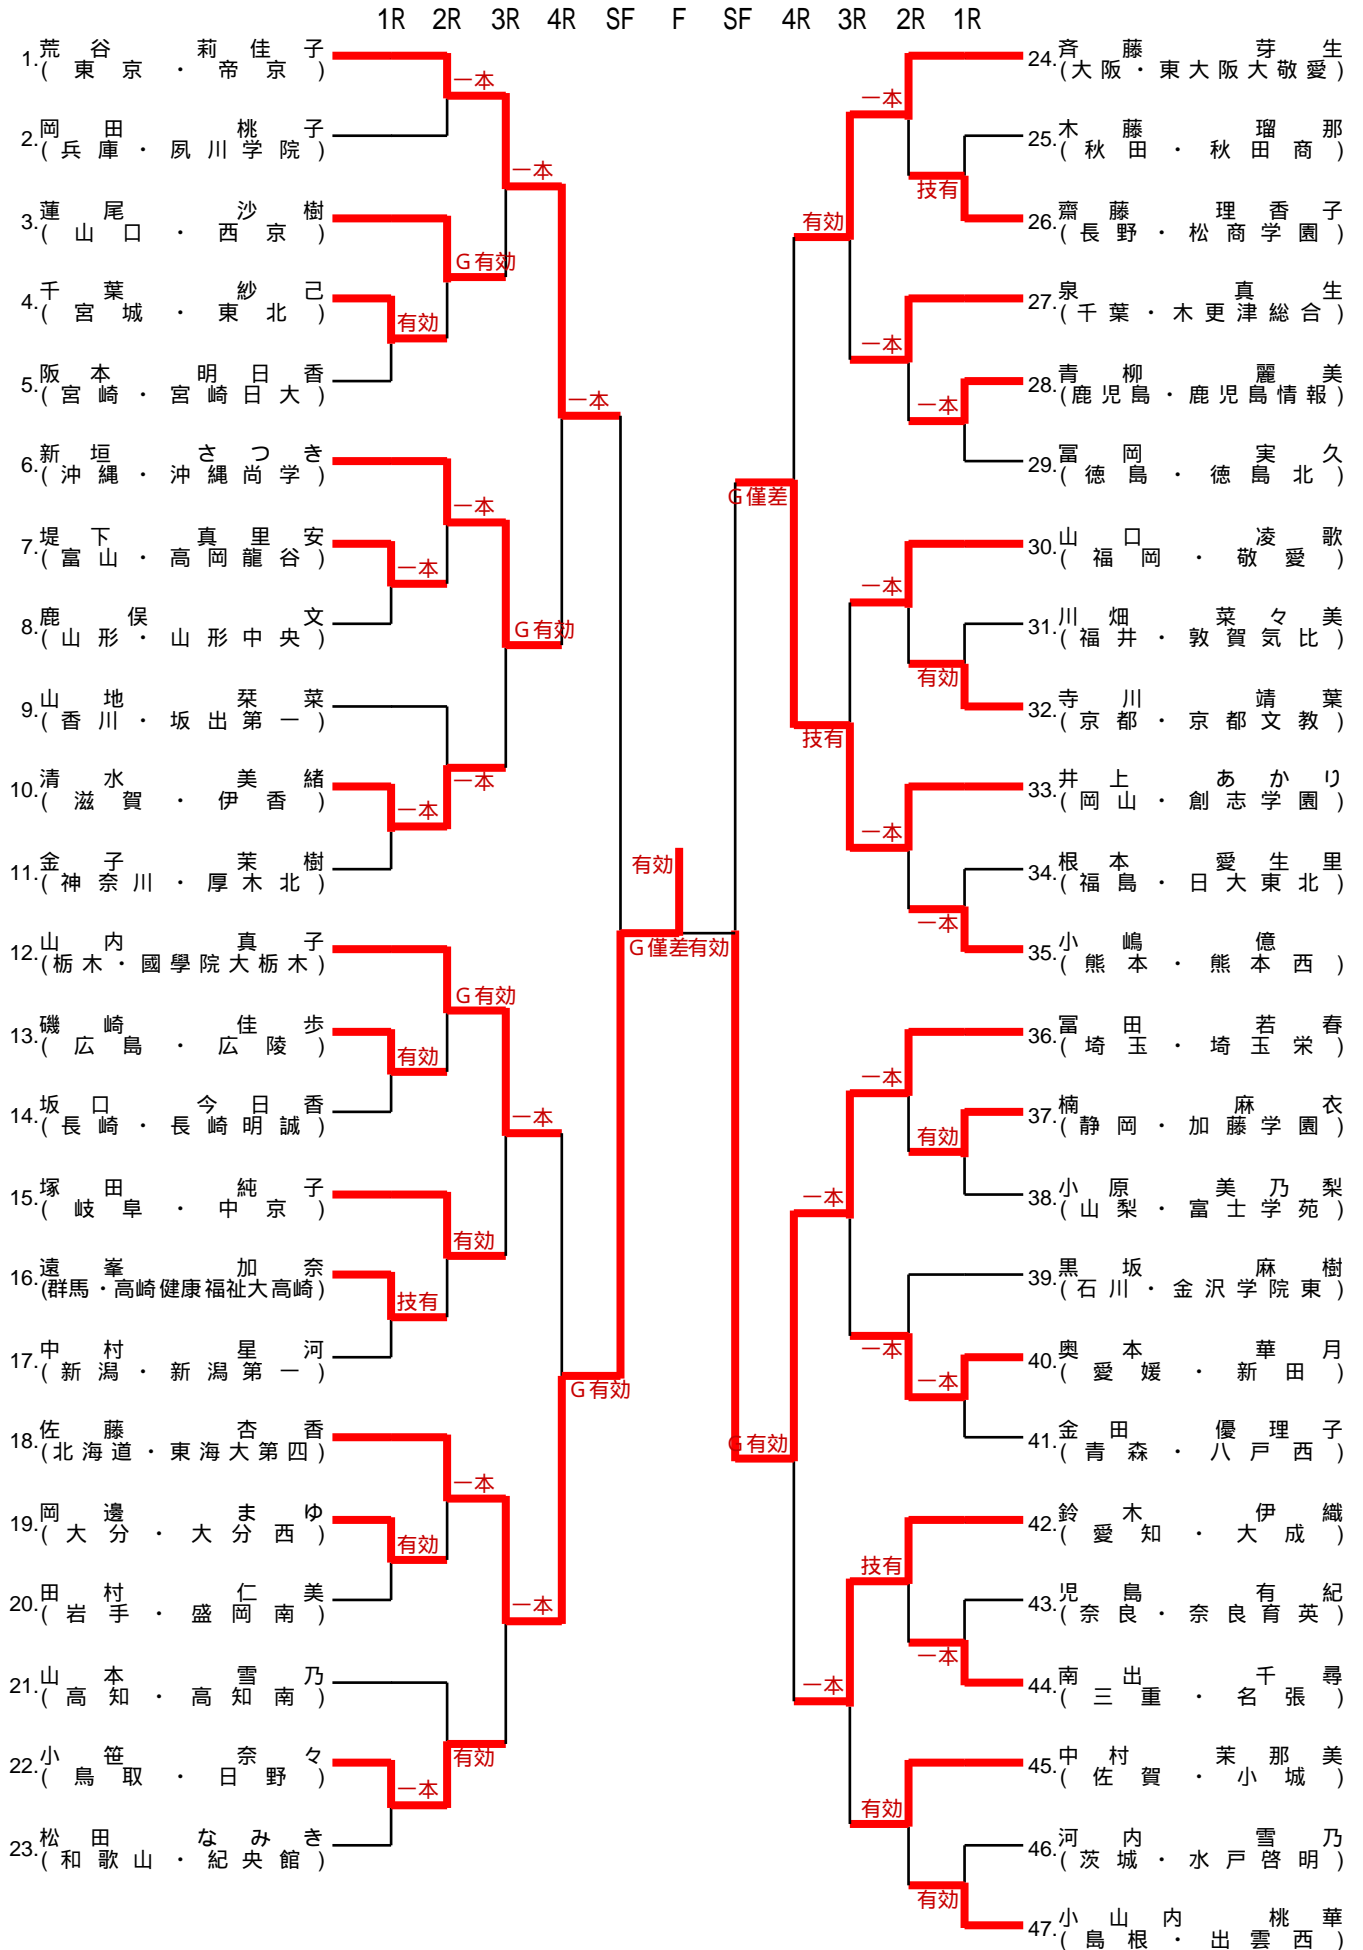 1R 2R 3R 4R SF F SF 4R 3R 2R 1R
1. 荒谷 莉佳子
(東京・帝京)
一本
2. 岡田 桃子
(兵庫・夙川学院)
一本
3. 蓮尾 沙樹
(山口・西京)
G有効
4. 千葉 紗己
(宮城・東北)
有効
5. 阪本 明日香
(宮崎・宮崎日大)
一本
6. 新垣 さつき
(沖縄・沖縄尚学)
一本
7. 堤下 真里安
(富山・高岡龍谷)
一本
8. 鹿俣 文
(山形・山形中央)
G有効
9. 山地 栞菜
(香川・坂出第一)
一本
10. 清水 美緒
(滋賀・伊香)
一本
11. 金子 茉樹
(神奈川・厚木北)
有効
G僅差 有効
12. 山内 真子
(栃木・國學院大栃木)
G有効
13. 磯崎 佳歩
(広島・広陵)
有効
14. 坂口 今日香
(長崎・長崎明誠)
一本
15. 塚田 純子
(岐阜・中京)
有効
16. 遠峯 加奈
(群馬・高崎健康福祉大高崎)
技有
17. 中村 星河
(新潟・新潟第一)
G有効
18. 佐藤 杏香
(北海道・東海大第四)
一本
19. 岡邊 まゆ
(大分・大分西)
有効
20. 田村 仁美
(岩手・盛岡南)
一本
21. 山本 雪乃
(高知・高知南)
有効
22. 小笹 奈々
(鳥取・日野)
一本
23. 松田 なみき
(和歌山・紀央館)
24. 斉藤 芽生
(大阪・東大阪大敬愛)
一本
25. 木藤 瑠那
(秋田・秋田商)
技有
26. 齋藤 理香子
(長野・松商学園)
有効
27. 泉 真生
(千葉・木更津総合)
一本
28. 青柳 麗美
(鹿児島・鹿児島情報)
一本
29. 冨岡 実久
(徳島・徳島北)
G僅差
30. 山口 凌歌
(福岡・敬愛)
一本
31. 川畑 菜々美
(福井・敦賀気比)
有効
32. 寺川 靖葉
(京都・京都文教)
技有
33. 井上 あかり
(岡山・創志学園)
一本
34. 根本 愛生里
(福島・日大東北)
一本
35. 小嶋 億
(熊本・熊本西)
36. 冨田 若春
(埼玉・埼玉栄)
一本
37. 楠 麻衣
(静岡・加藤学園)
有効
38. 小原 美乃梨
(山梨・富士学苑)
一本
39. 黒坂 麻樹
(石川・金沢学院東)
一本
40. 奥本 華月
(愛媛・新田)
一本
41. 金田 優理子
(青森・八戸西)
G有効
42. 鈴木 伊織
(愛知・大成)
技有
43. 児島 有紀
(奈良・奈良育英)
一本
44. 南出 千尋
(三重・名張)
一本
45. 中村 茉那美
(佐賀・小城)
有効
46. 河内 雪乃
(茨城・水戸啓明)
有効
47. 小山内 桃華
(島根・出雲西)